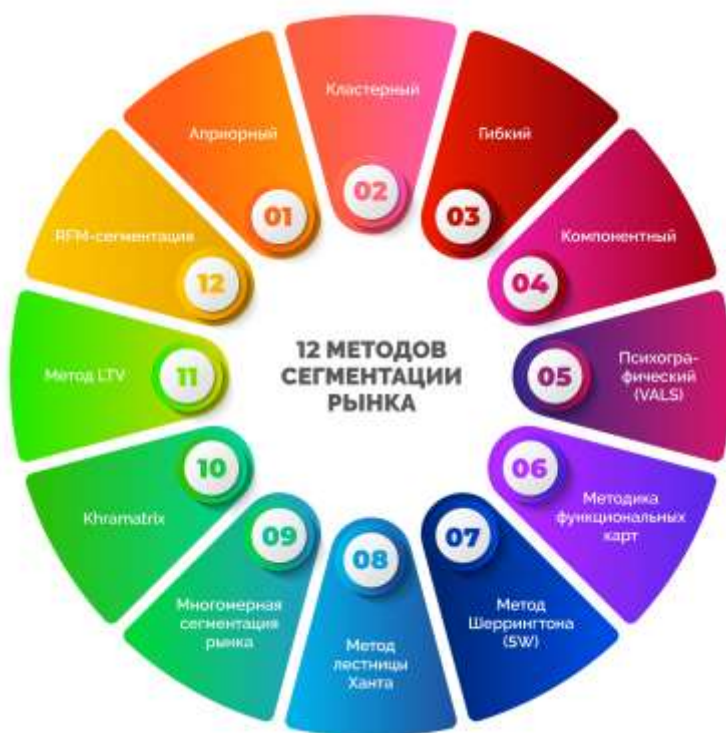 12 МЕТОДОВ
СЕГМЕНТАЦИИ
РЫНКА
01
Априорный
02
Кластерный
03
Гибкий
04
Компонентный
05
Психогра-
фический
(VALS)
06
Методика
функциональных
карт
07
Метод
Шеррингтона
(5W)
08
Метод
лестницы
Ханта
09
Многомерная
сегментация
рынка
10
Khramatrix
11
Метод LTV
12
RFM-сегментация